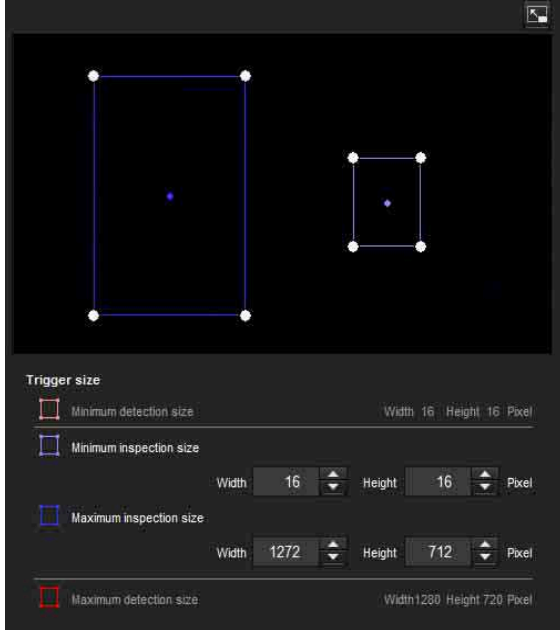 Trigger size
Minimum detection size Width 16 Height 16 Pixel
Minimum inspection size
Width 16 Height 16 Pixel
Maximum inspection size
Width 1272 Height 712 Pixel
Maximum detection size Width1280 Height 720 Pixel